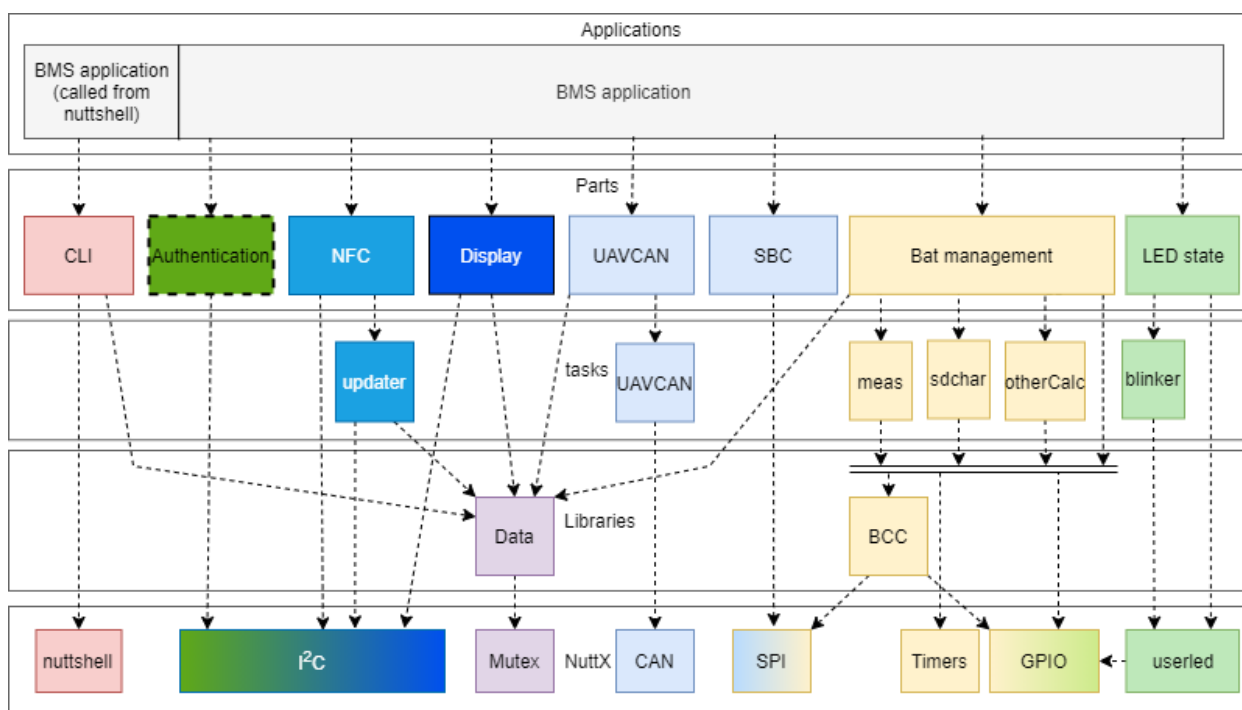 Applications
BMS application
(called from
nuttshell)
BMS application
Parts
CLI
Authentication
NFC
Display
UAVCAN
SBC
Bat management
LED state
updater
tasks
UAVCAN
meas
sdchar
otherCalc
blinker
Data
Libraries
BCC
nuttshell
I²C
Mutex
NuttX
CAN
SPI
Timers
GPIO
userled